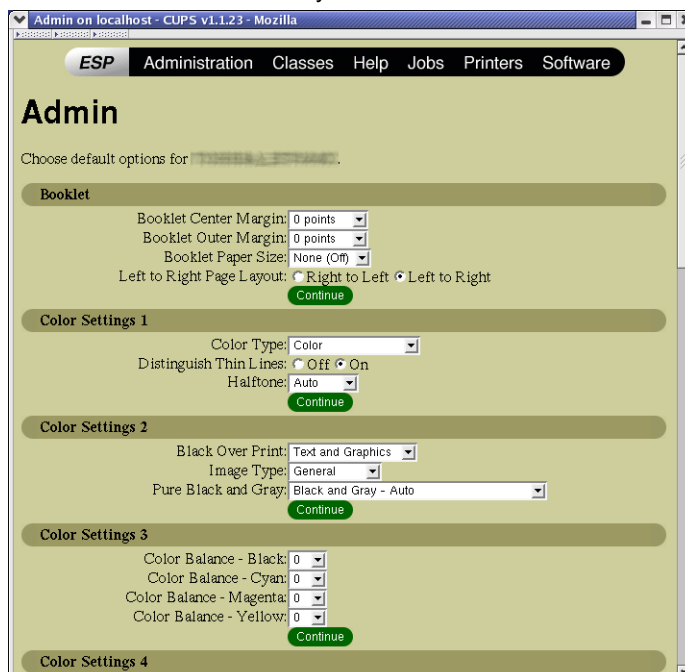 Admin on localhost - CUPS v1.1.23 - Mozilla
ESP Administration Classes Help Jobs Printers Software
Admin
Choose default options for .
Booklet
Booklet Center Margin: 0 points
Booklet Outer Margin: 0 points
Booklet Paper Size: None (Off)
Left to Right Page Layout: Right to Left Left to Right
Continue
Color Settings 1
Color Type: Color
Distinguish Thin Lines: Off On
Halftone: Auto
Continue
Color Settings 2
Black Over Print: Text and Graphics
Image Type: General
Pure Black and Gray: Black and Gray - Auto
Continue
Color Settings 3
Color Balance - Black: 0
Color Balance - Cyan: 0
Color Balance - Magenta: 0
Color Balance - Yellow: 0
Continue
Color Settings 4